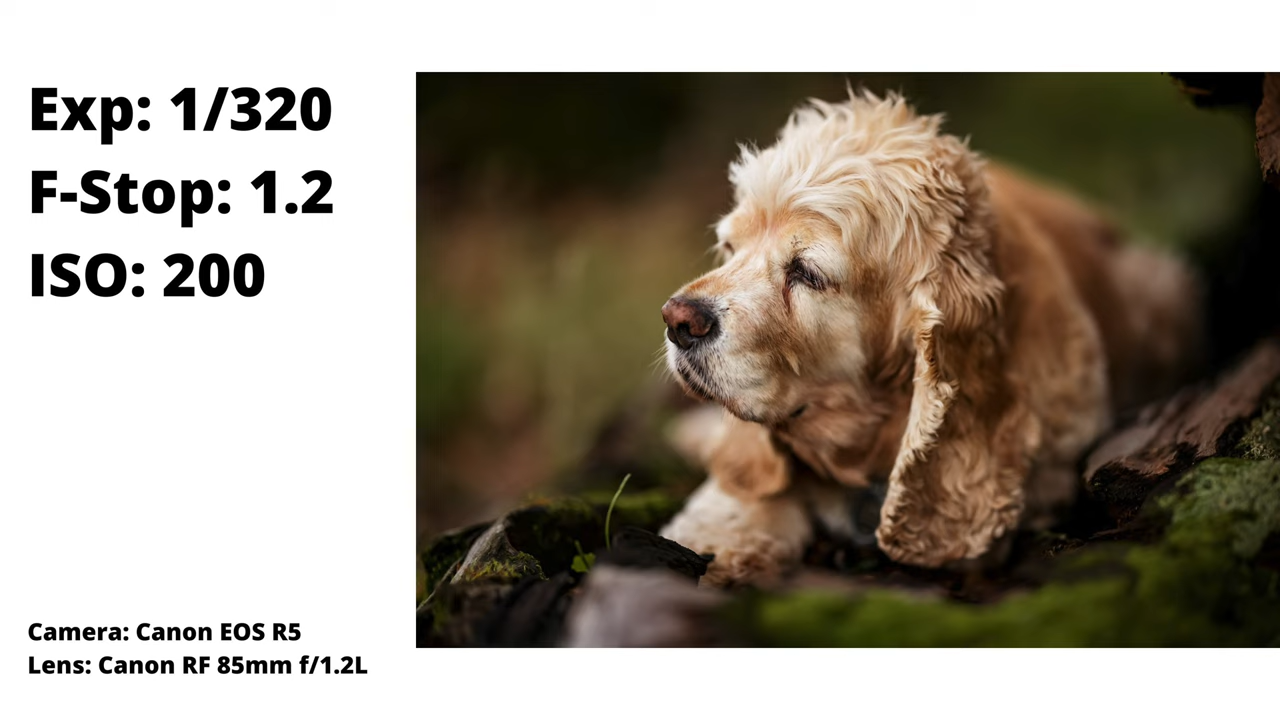 Exp: 1/320
F-Stop: 1.2
ISO: 200
Camera: Canon EOS R5
Lens: Canon RF 85mm f/1.2L